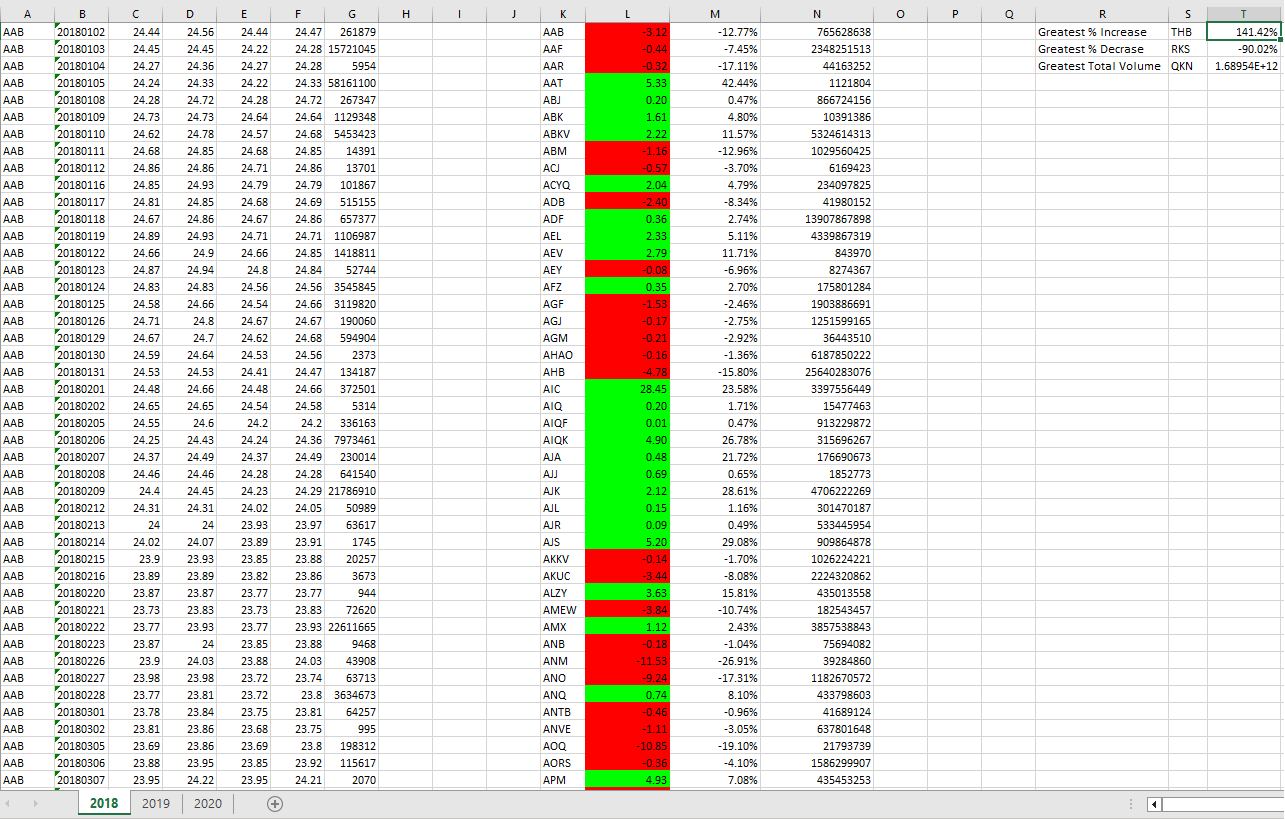 A B C D E F G H I J K L M N O P Q R S T
AAB 20180102 24.44 24.56 24.44 24.47 261879 AAB -3.12 -12.77% 765628638 Greatest % Increase THB 141.42%
AAB 20180103 24.45 24.45 24.22 24.28 15721045 AAF -0.44 -7.45% 2348251513 Greatest % Decrase RKS -90.02%
AAB 20180104 24.27 24.36 24.27 24.28 5954 AAR -0.32 -17.11% 44163252 Greatest Total Volume QKN 1.68954E+12
AAB 20180105 24.24 24.33 24.22 24.33 58161100 AAT 5.33 42.44% 1121804
AAB 20180108 24.28 24.72 24.28 24.72 267347 ABJ 0.20 0.47% 866724156
AAB 20180109 24.73 24.73 24.64 24.64 1129348 ABK 1.61 4.80% 10391386
AAB 20180110 24.62 24.78 24.57 24.68 5453423 ABKV 2.22 11.57% 5324614313
AAB 20180111 24.68 24.85 24.68 24.85 14391 ABM -1.16 -12.96% 1029560425
AAB 20180112 24.86 24.86 24.71 24.86 13701 ACJ -0.57 -3.70% 6169423
AAB 20180116 24.85 24.93 24.79 24.79 101867 ACYQ 2.04 4.79% 234097825
AAB 20180117 24.81 24.85 24.68 24.69 515155 ADB -2.40 -8.34% 41980152
AAB 20180118 24.67 24.86 24.67 24.86 657377 ADF 0.36 2.74% 13907867898
AAB 20180119 24.89 24.93 24.71 24.71 1106987 AEL 2.33 5.11% 4339867319
AAB 20180122 24.66 24.9 24.66 24.85 1418811 AEV 2.79 11.71% 843970
AAB 20180123 24.87 24.94 24.8 24.84 52744 AEY -0.08 -6.96% 8274367
AAB 20180124 24.83 24.83 24.56 24.56 3545845 AFZ 0.35 2.70% 175801284
AAB 20180125 24.58 24.66 24.54 24.66 3119820 AGF -1.53 -2.46% 1903886691
AAB 20180126 24.71 24.8 24.67 24.67 190060 AGJ -0.17 -2.75% 1251599165
AAB 20180129 24.67 24.7 24.62 24.68 594904 AGM -0.21 -2.92% 36443510
AAB 20180130 24.59 24.64 24.53 24.56 2373 AHAO -0.16 -1.36% 6187850222
AAB 20180131 24.53 24.53 24.41 24.47 134187 AHB -4.78 -15.80% 25640283076
AAB 20180201 24.48 24.66 24.48 24.66 372501 AIC 28.45 23.58% 3397556449
AAB 20180202 24.65 24.65 24.54 24.58 5314 AIQ 0.20 1.71% 15477463
AAB 20180205 24.55 24.6 24.2 24.2 336163 AIQF 0.01 0.47% 913229872
AAB 20180206 24.25 24.43 24.24 24.36 7973461 AIQK 4.90 26.78% 315696267
AAB 20180207 24.37 24.49 24.37 24.49 230014 AJA 0.48 21.72% 176690673
AAB 20180208 24.46 24.46 24.28 24.28 641540 AJJ 0.69 0.65% 1852773
AAB 20180209 24.4 24.45 24.23 24.29 21786910 AJK 2.12 28.61% 4706222269
AAB 20180212 24.31 24.31 24.02 24.05 50989 AJL 0.15 1.16% 301470187
AAB 20180213 24 24 23.93 23.97 63617 AJR 0.09 0.49% 533445954
AAB 20180214 24.02 24.07 23.89 23.91 1745 AJS 5.20 29.08% 909864878
AAB 20180215 23.9 23.93 23.85 23.88 20257 AKKV -0.14 -1.70% 1026224221
AAB 20180216 23.89 23.89 23.82 23.86 3673 AKUC -3.44 -8.08% 2224320862
AAB 20180220 23.87 23.87 23.77 23.77 944 ALZY 3.63 15.81% 435013558
AAB 20180221 23.73 23.83 23.73 23.83 72620 AMEW -3.84 -10.74% 182543457
AAB 20180222 23.77 23.93 23.77 23.93 22611665 AMX 1.12 2.43% 3857538843
AAB 20180223 23.87 24 23.85 23.88 9468 ANB -0.18 -1.04% 75694082
AAB 20180226 23.9 24.03 23.88 24.03 43908 ANM -11.53 -26.91% 39284860
AAB 20180227 23.98 23.98 23.72 23.74 63713 ANO -9.24 -17.31% 1182670572
AAB 20180228 23.77 23.81 23.72 23.8 3634673 ANQ 0.74 8.10% 433798603
AAB 20180301 23.78 23.84 23.75 23.81 64257 ANTB -0.46 -0.96% 41689124
AAB 20180302 23.81 23.86 23.68 23.75 995 ANVE -1.11 -3.05% 637801648
AAB 20180305 23.69 23.86 23.69 23.8 198312 AOQ -10.85 -19.10% 21793739
AAB 20180306 23.88 23.95 23.85 23.92 115617 AORS -0.36 -4.10% 1586299907
AAB 20180307 23.95 24.22 23.95 24.21 2070 APM 4.93 7.08% 435453253
2018 2019 2020